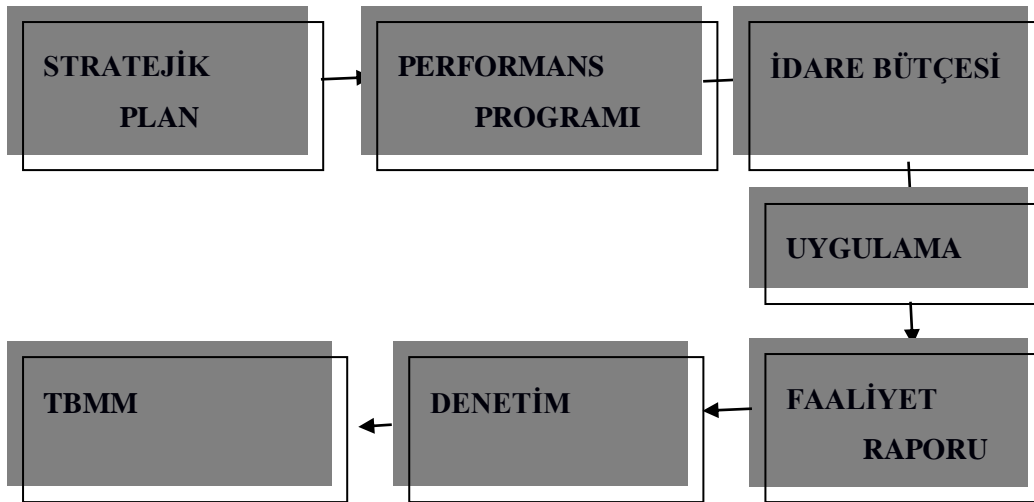 STRATEJİK
PLAN
PERFORMANS
PROGRAMI
İDARE BÜTÇESİ
UYGULAMA
FAALİYET
RAPORU
DENETİM
TBMM